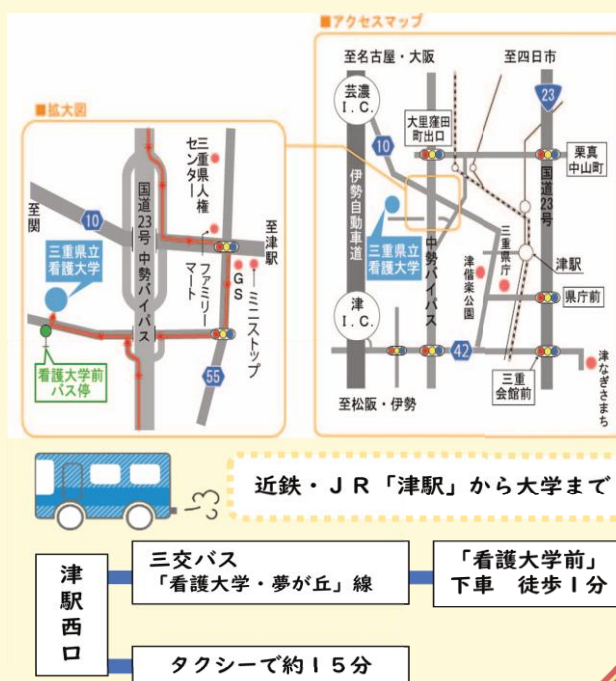 ■アクセスマップ
至名古屋・大阪
至四日市
芸濃
I.C.
23
大里窪田
町出口
10
栗真
中山町
伊勢自動車道
国道23号
三重県立
看護大学
中勢バイパス
三重県庁
津偕楽公園
津駅
県庁前
津
I.C.
42
三重
会館前
津なぎさまち
至松阪・伊勢
■拡大図
三重県人権
センター
国道23号 中勢バイパス
至関
10
至津駅
三重県立
看護大学
ファミリー
マート
GS
ミニストップ
看護大学前
バス停
55
近鉄・JR「津駅」から大学まで
津駅西口
三交バス
「看護大学・夢が丘」線
「看護大学前」
下車 徒歩1分
タクシーで約15分